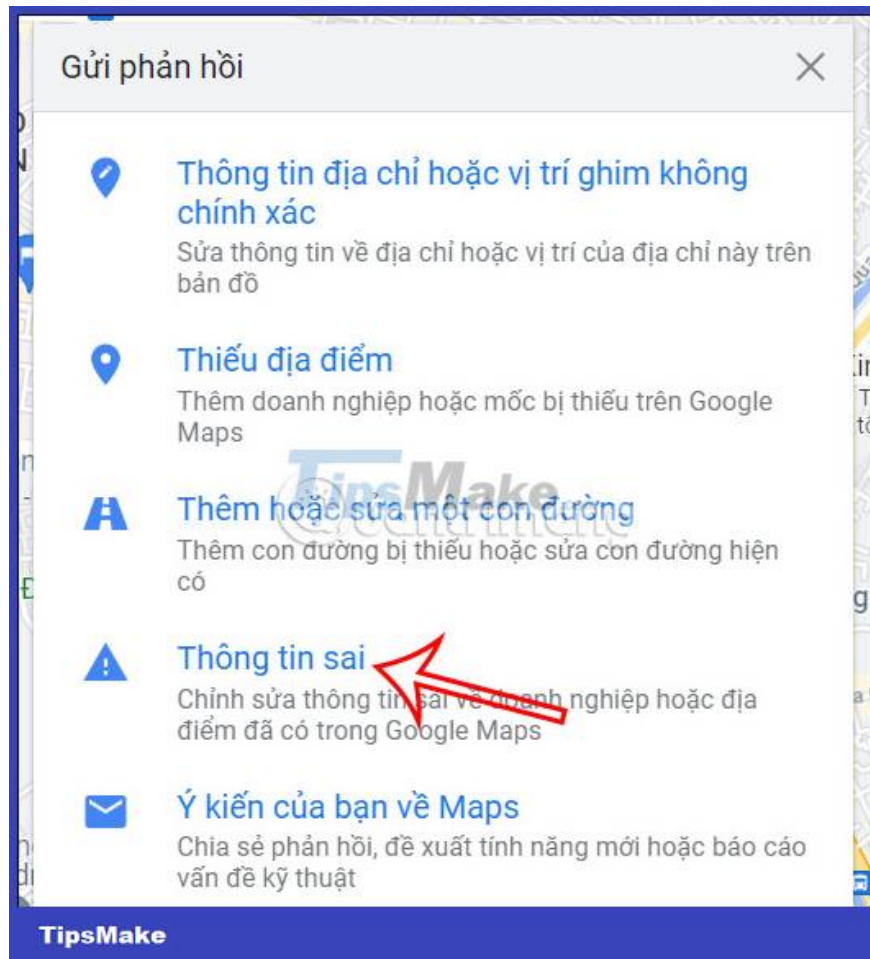 Gửi phản hồi
Thông tin địa chỉ hoặc vị trí ghim không
chính xác
Sửa thông tin về địa chỉ hoặc vị trí của địa chỉ này trên
bản đồ
Thiếu địa điểm
Thêm doanh nghiệp hoặc mốc bị thiếu trên Google
Maps
TipsMake
Thêm hoặc sửa một con đường
Thêm con đường bị thiếu hoặc sửa con đường hiện
có
Thông tin sai
Chỉnh sửa thông tin sai về doanh nghiệp hoặc địa
điểm đã có trong Google Maps
Ý kiến của bạn về Maps
Chia sẻ phản hồi, đề xuất tính năng mới hoặc báo cáo
vấn đề kỹ thuật
TipsMake